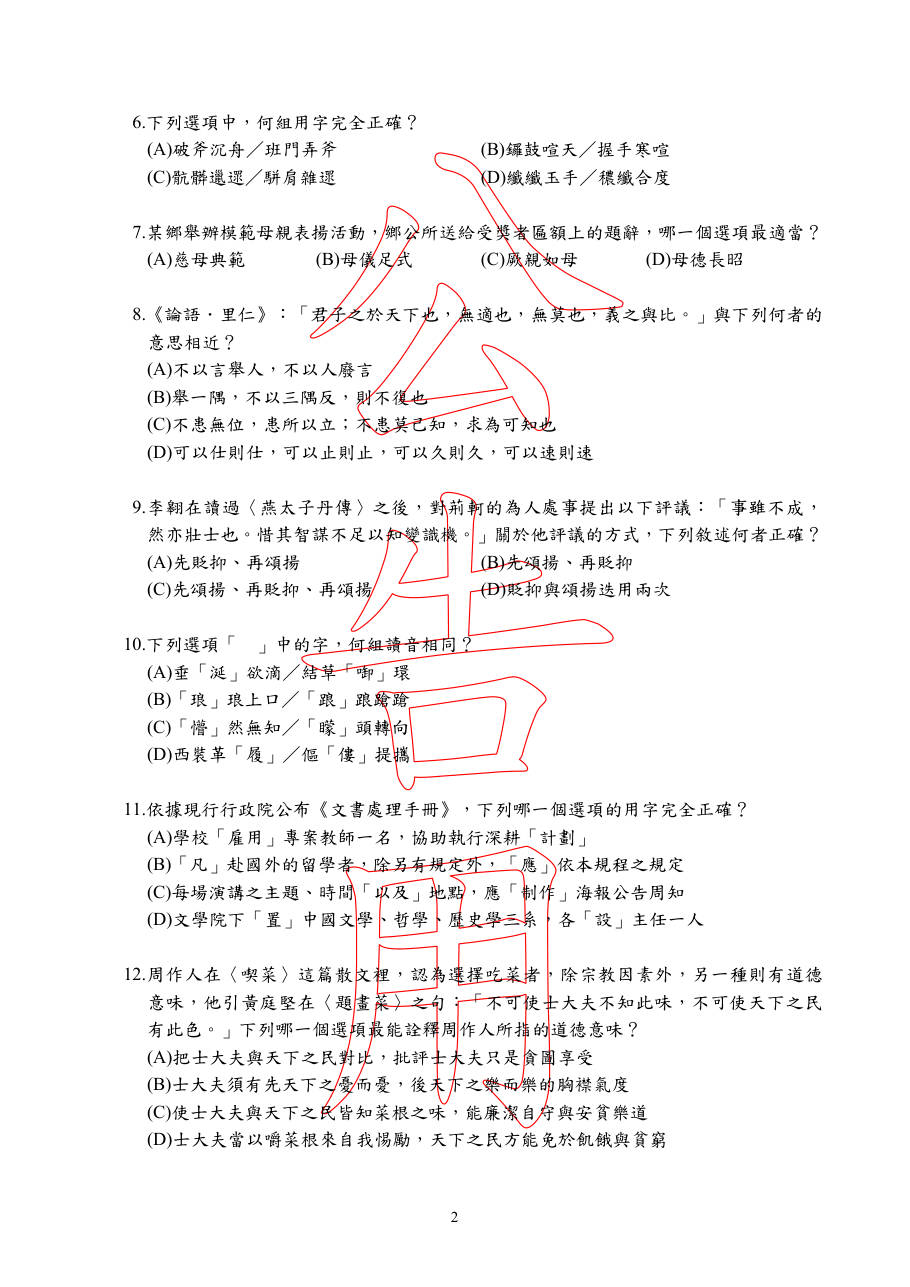 6.下列選項中，何組用字完全正確？
(A)破斧沉舟／班門弄斧 (B)鑼鼓喧天／握手寒喧
(C)骯髒邋遝／駢肩雜遝 (D)纖纖玉手／穠纖合度
7.某鄉舉辦模範母親表揚活動，鄉公所送給受獎者匾額上的題辭，哪一個選項最適當？
(A)慈母典範 (B)母儀足式 (C)厥親如母 (D)母德長昭
8.《論語．里仁》：「君子之於天下也，無適也，無莫也，義之與比。」與下列何者的
意思相近？
(A)不以言舉人，不以人廢言
(B)舉一隅，不以三隅反，則不復也
(C)不患無位，患所以立；不患莫己知，求為可知也
(D)可以仕則仕，可以止則止，可以久則久，可以速則速
9.李翱在讀過〈燕太子丹傳〉之後，對荊軻的為人處事提出以下評議：「事雖不成，
然亦壯士也。惜其智謀不足以知變識機。」關於他評議的方式，下列敘述何者正確？
(A)先貶抑、再頌揚 (B)先頌揚、再貶抑
(C)先頌揚、再貶抑、再頌揚 (D)貶抑與頌揚迭用兩次
10.下列選項「　」中的字，何組讀音相同？
(A)垂「涎」欲滴／結草「啣」環
(B)「琅」琅上口／「踉」踉蹌蹌
(C)「懵」然無知／「矇」頭轉向
(D)西裝革「履」／傴「僂」提攜
11.依據現行行政院公布《文書處理手冊》，下列哪一個選項的用字完全正確？
(A)學校「雇用」專案教師一名，協助執行深耕「計劃」
(B)「凡」赴國外的留學者，除另有規定外，「應」依本規程之規定
(C)每場演講之主題、時間「以及」地點，應「制作」海報公告周知
(D)文學院下「置」中國文學、哲學、歷史學三系，各「設」主任一人
12.周作人在〈喫菜〉這篇散文裡，認為選擇吃菜者，除宗教因素外，另一種則有道德
意味，他引黃庭堅在〈題畫菜〉之句：「不可使士大夫不知此味，不可使天下之民
有此色。」下列哪一個選項最能詮釋周作人所指的道德意味？
(A)把士大夫與天下之民對比，批評士大夫只是貪圖享受
(B)士大夫須有先天下之憂而憂，後天下之樂而樂的胸襟氣度
(C)使士大夫與天下之民皆知菜根之味，能廉潔自守與安貧樂道
(D)士大夫當以嚼菜根來自我惕勵，天下之民方能免於飢餓與貧窮
公告用
2